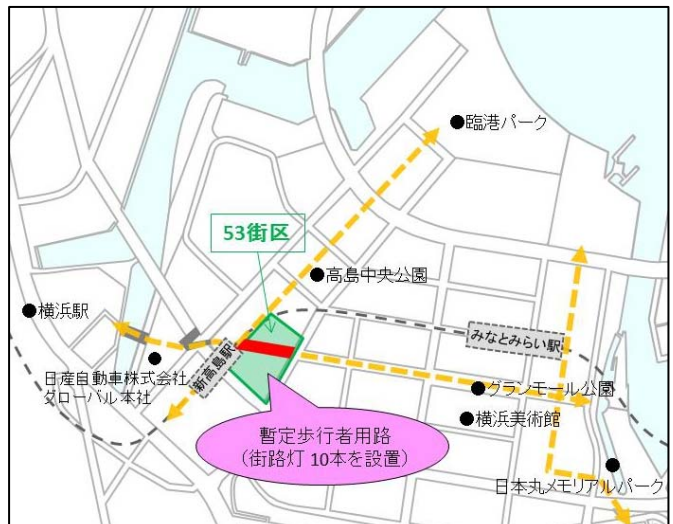 ●臨港パーク
53街区
●高島中央公園
●横浜駅
みなとみらい駅
新高島駅
日産自動車株式会社
グローバル本社
グランモール公園
●横浜美術館
暫定歩行者用路
(街路灯 10本を設置)
日本丸メモリアルパーク